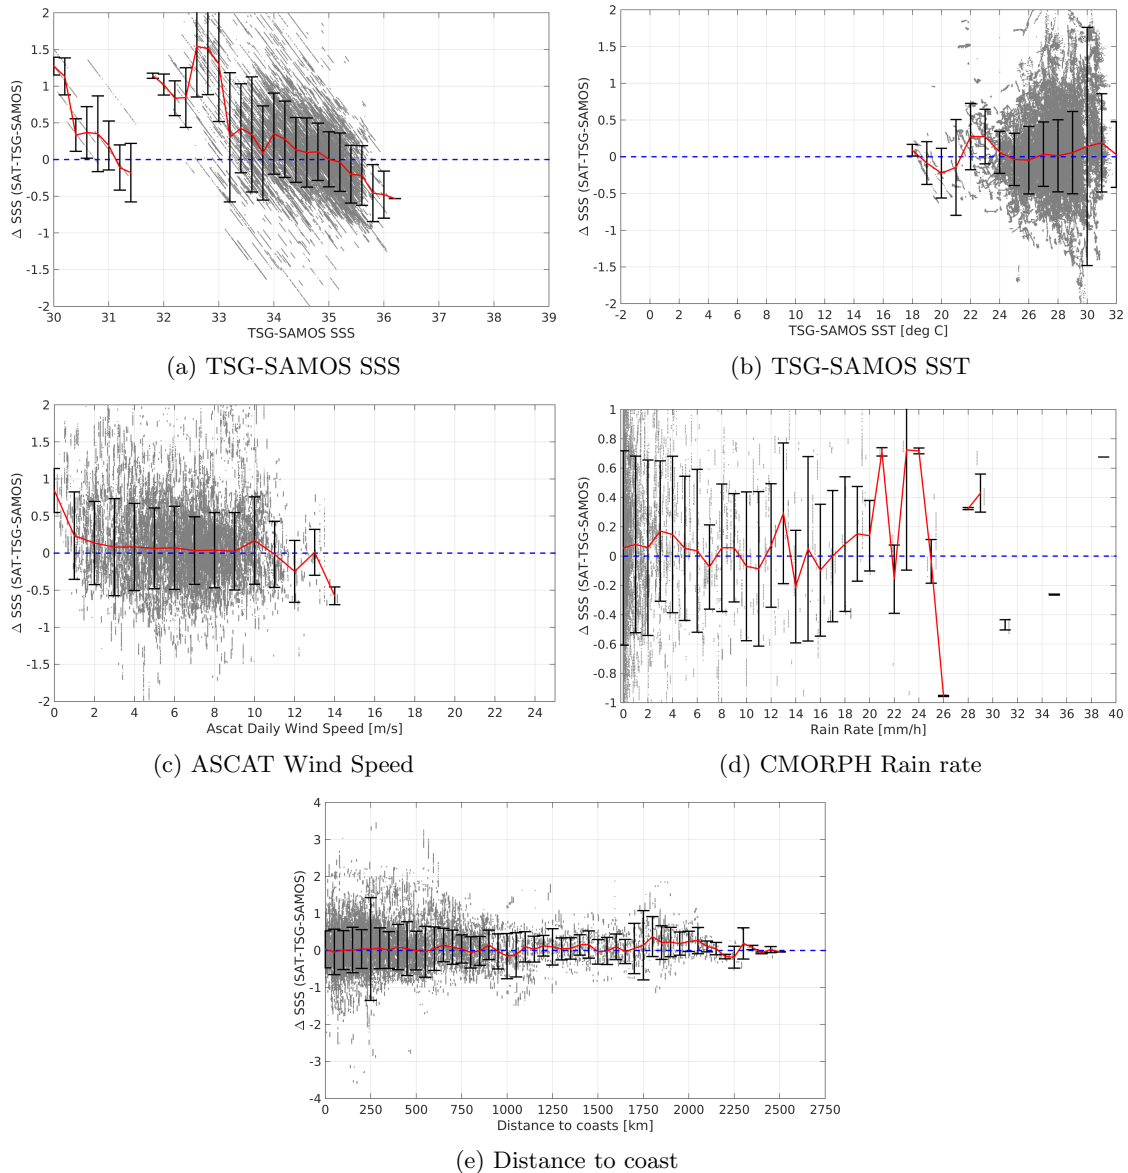 2
1.5
1
0.5
0
-0.5
-1
-1.5
-2
Δ SSS (SAT-TSG-SAMOS)
30 31 32 33 34 35 36 37 38 39
TSG-SAMOS SSS
(a) TSG-SAMOS SSS
2
1.5
1
0.5
0
-0.5
-1
-1.5
-2
Δ SSS (SAT-TSG-SAMOS)
-2 0 2 4 6 8 10 12 14 16 18 20 22 24 26 28 30 32
TSG-SAMOS SST [deg C]
(b) TSG-SAMOS SST
2
1.5
1
0.5
0
-0.5
-1
-1.5
-2
Δ SSS (SAT-TSG-SAMOS)
0 2 4 6 8 10 12 14 16 18 20 22 24
Ascat Daily Wind Speed [m/s]
(c) ASCAT Wind Speed
1
0.8
0.6
0.4
0.2
0
-0.2
-0.4
-0.6
-0.8
-1
Δ SSS (SAT-TSG-SAMOS)
0 2 4 6 8 10 12 14 16 18 20 22 24 26 28 30 32 34 36 38 40
Rain Rate [mm/h]
(d) CMORPH Rain rate
4
3
2
1
0
-1
-2
-3
-4
Δ SSS (SAT-TSG-SAMOS)
0 250 500 750 1000 1250 1500 1750 2000 2250 2500 2750
Distance to coasts [km]
(e) Distance to coast